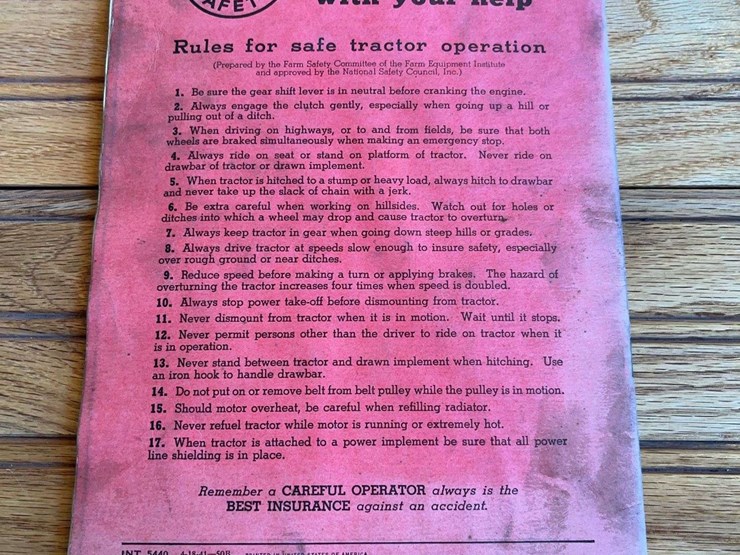 SAFETY
with your help
Rules for safe tractor operation
(Prepared by the Farm Safety Committee of the Farm Equipment Institute
and approved by the National Safety Council, Inc.)
1. Be sure the gear shift lever is in neutral before cranking the engine.
2. Always engage the clutch gently, especially when going up a hill or
pulling out of a ditch.
3. When driving on highways, or to and from fields, be sure that both
wheels are braked simultaneously when making an emergency stop.
4. Always ride on seat or stand on platform of tractor. Never ride on
drawbar of tractor or drawn implement.
5. When tractor is hitched to a stump or heavy load, always hitch to drawbar
and never take up the slack of chain with a jerk.
6. Be extra careful when working on hillsides. Watch out for holes or
ditches into which a wheel may drop and cause tractor to overturn.
7. Always keep tractor in gear when going down steep hills or grades.
8. Always drive tractor at speeds slow enough to insure safety, especially
over rough ground or near ditches.
9. Reduce speed before making a turn or applying brakes. The hazard of
overturning the tractor increases four times when speed is doubled.
10. Always stop power take-off before dismounting from tractor.
11. Never dismount from tractor when it is in motion. Wait until it stops.
12. Never permit persons other than the driver to ride on tractor when it
is in operation.
13. Never stand between tractor and drawn implement when hitching. Use
an iron hook to handle drawbar.
14. Do not put on or remove belt from belt pulley while the pulley is in motion.
15. Should motor overheat, be careful when refilling radiator.
16. Never refuel tractor while motor is running or extremely hot.
17. When tractor is attached to a power implement be sure that all power
line shielding is in place.
Remember a CAREFUL OPERATOR always is the
BEST INSURANCE against an accident.
INT 5440 4-18-41—50B PRINTED IN UNITED STATES OF AMERICA